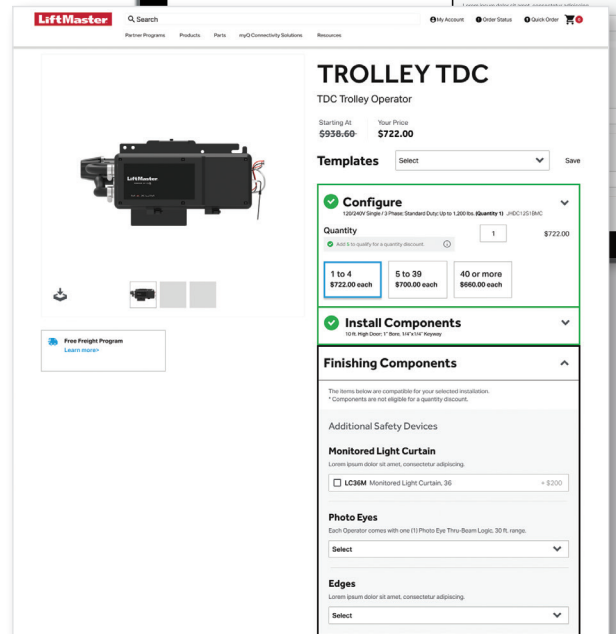 LiftMaster
Search
My Account
Order Status
Quick Order
0
Partner Programs
Products
Parts
myQ Connectivity Solutions
Resources
TROLLEY TDC
TDC Trolley Operator
Starting At
Your Price
$938.60
$722.00
Templates
Select
Save
LiftMaster
Configure
120/240V Single / 3 Phase; Standard Duty; Up to 1,200 lbs. (Quantity 1) JHDC12S1BMC
Quantity
Add 5 to qualify for a quantity discount
1
$722.00
1 to 4
$722.00 each
5 to 39
$700.00 each
40 or more
$660.00 each
Install Components
10 ft. High Door; 1" Bore, 1/4"x1/4" Keyway
Free Freight Program
Learn more>
Finishing Components
The items below are compatible for your selected installation.
* Components are not eligible for a quantity discount.
Additional Safety Devices
Monitored Light Curtain
Lorem ipsum dolor sit amet, consectetur adipiscing.
LC36M Monitored Light Curtain, 36
+ $200
Photo Eyes
Each Operator comes with one (1) Photo Eye Thru-Beam Logic, 30 ft. range.
Select
Edges
Lorem ipsum dolor sit amet, consectetur adipiscing.
Select